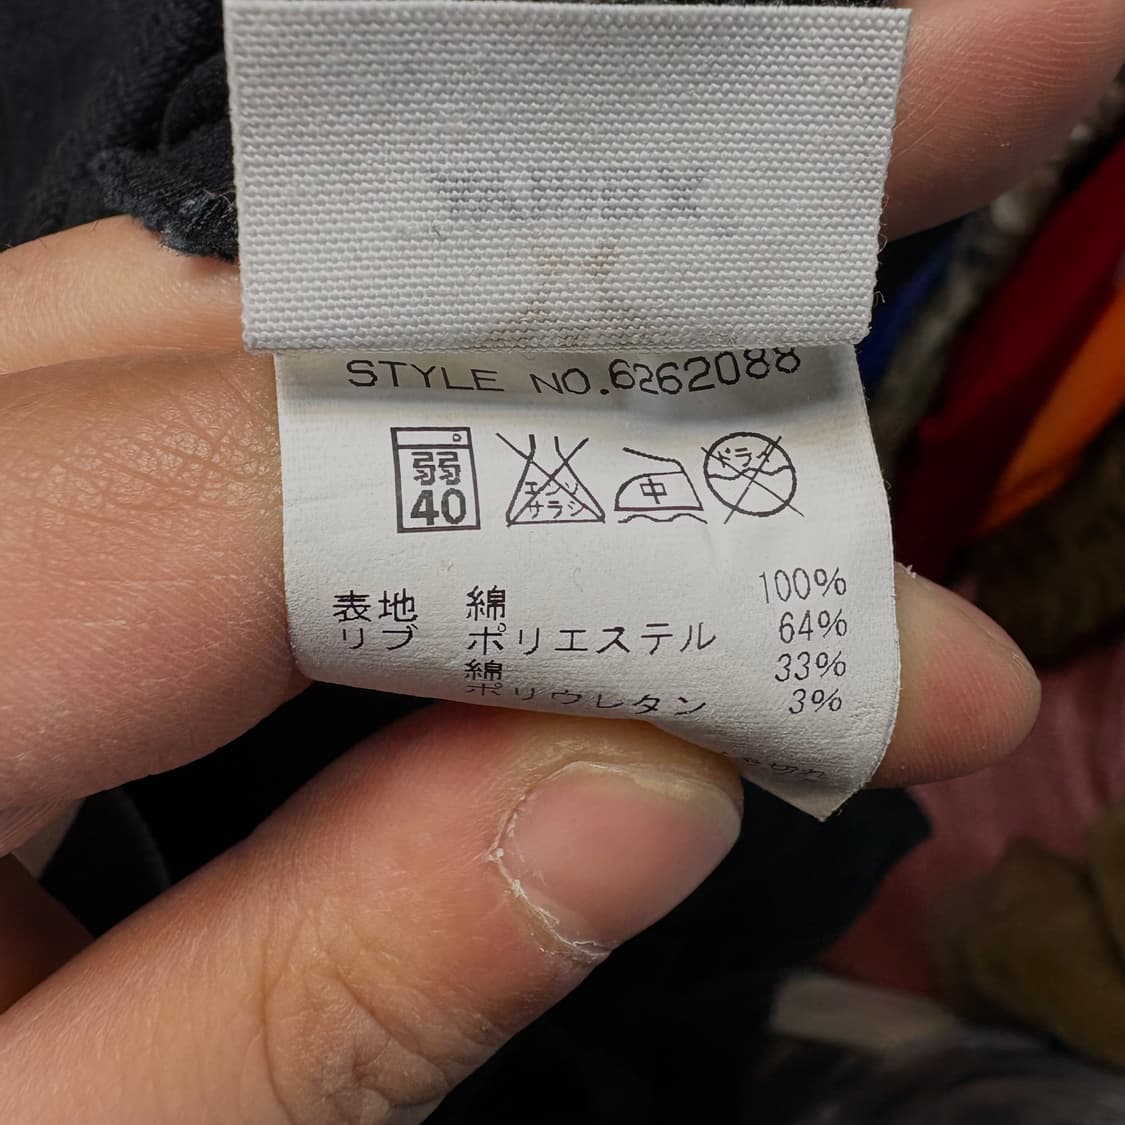 STYLE NO.6262088
弱 40
エンソ サラシ
中
ドライ
表地 綿 100%
リブ ポリエステル 64%
綿 33%
ポリウレタン 3%